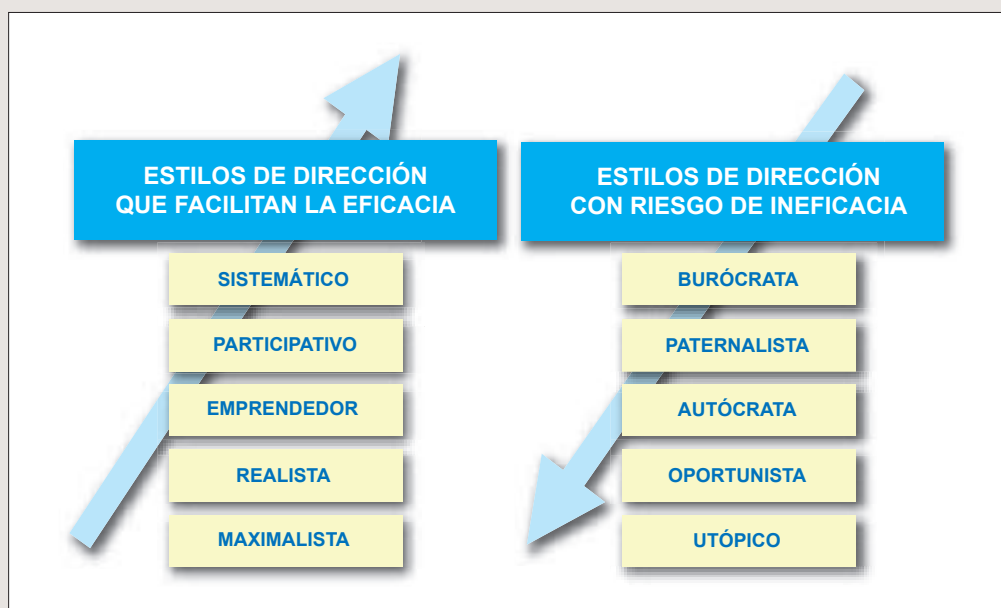 ESTILOS DE DIRECCIÓN
QUE FACILITAN LA EFICACIA
SISTEMÁTICO
PARTICIPATIVO
EMPRENDEDOR
REALISTA
MAXIMALISTA
ESTILOS DE DIRECCIÓN
CON RIESGO DE INEFICACIA
BURÓCRATA
PATERNALISTA
AUTÓCRATA
OPORTUNISTA
UTÓPICO